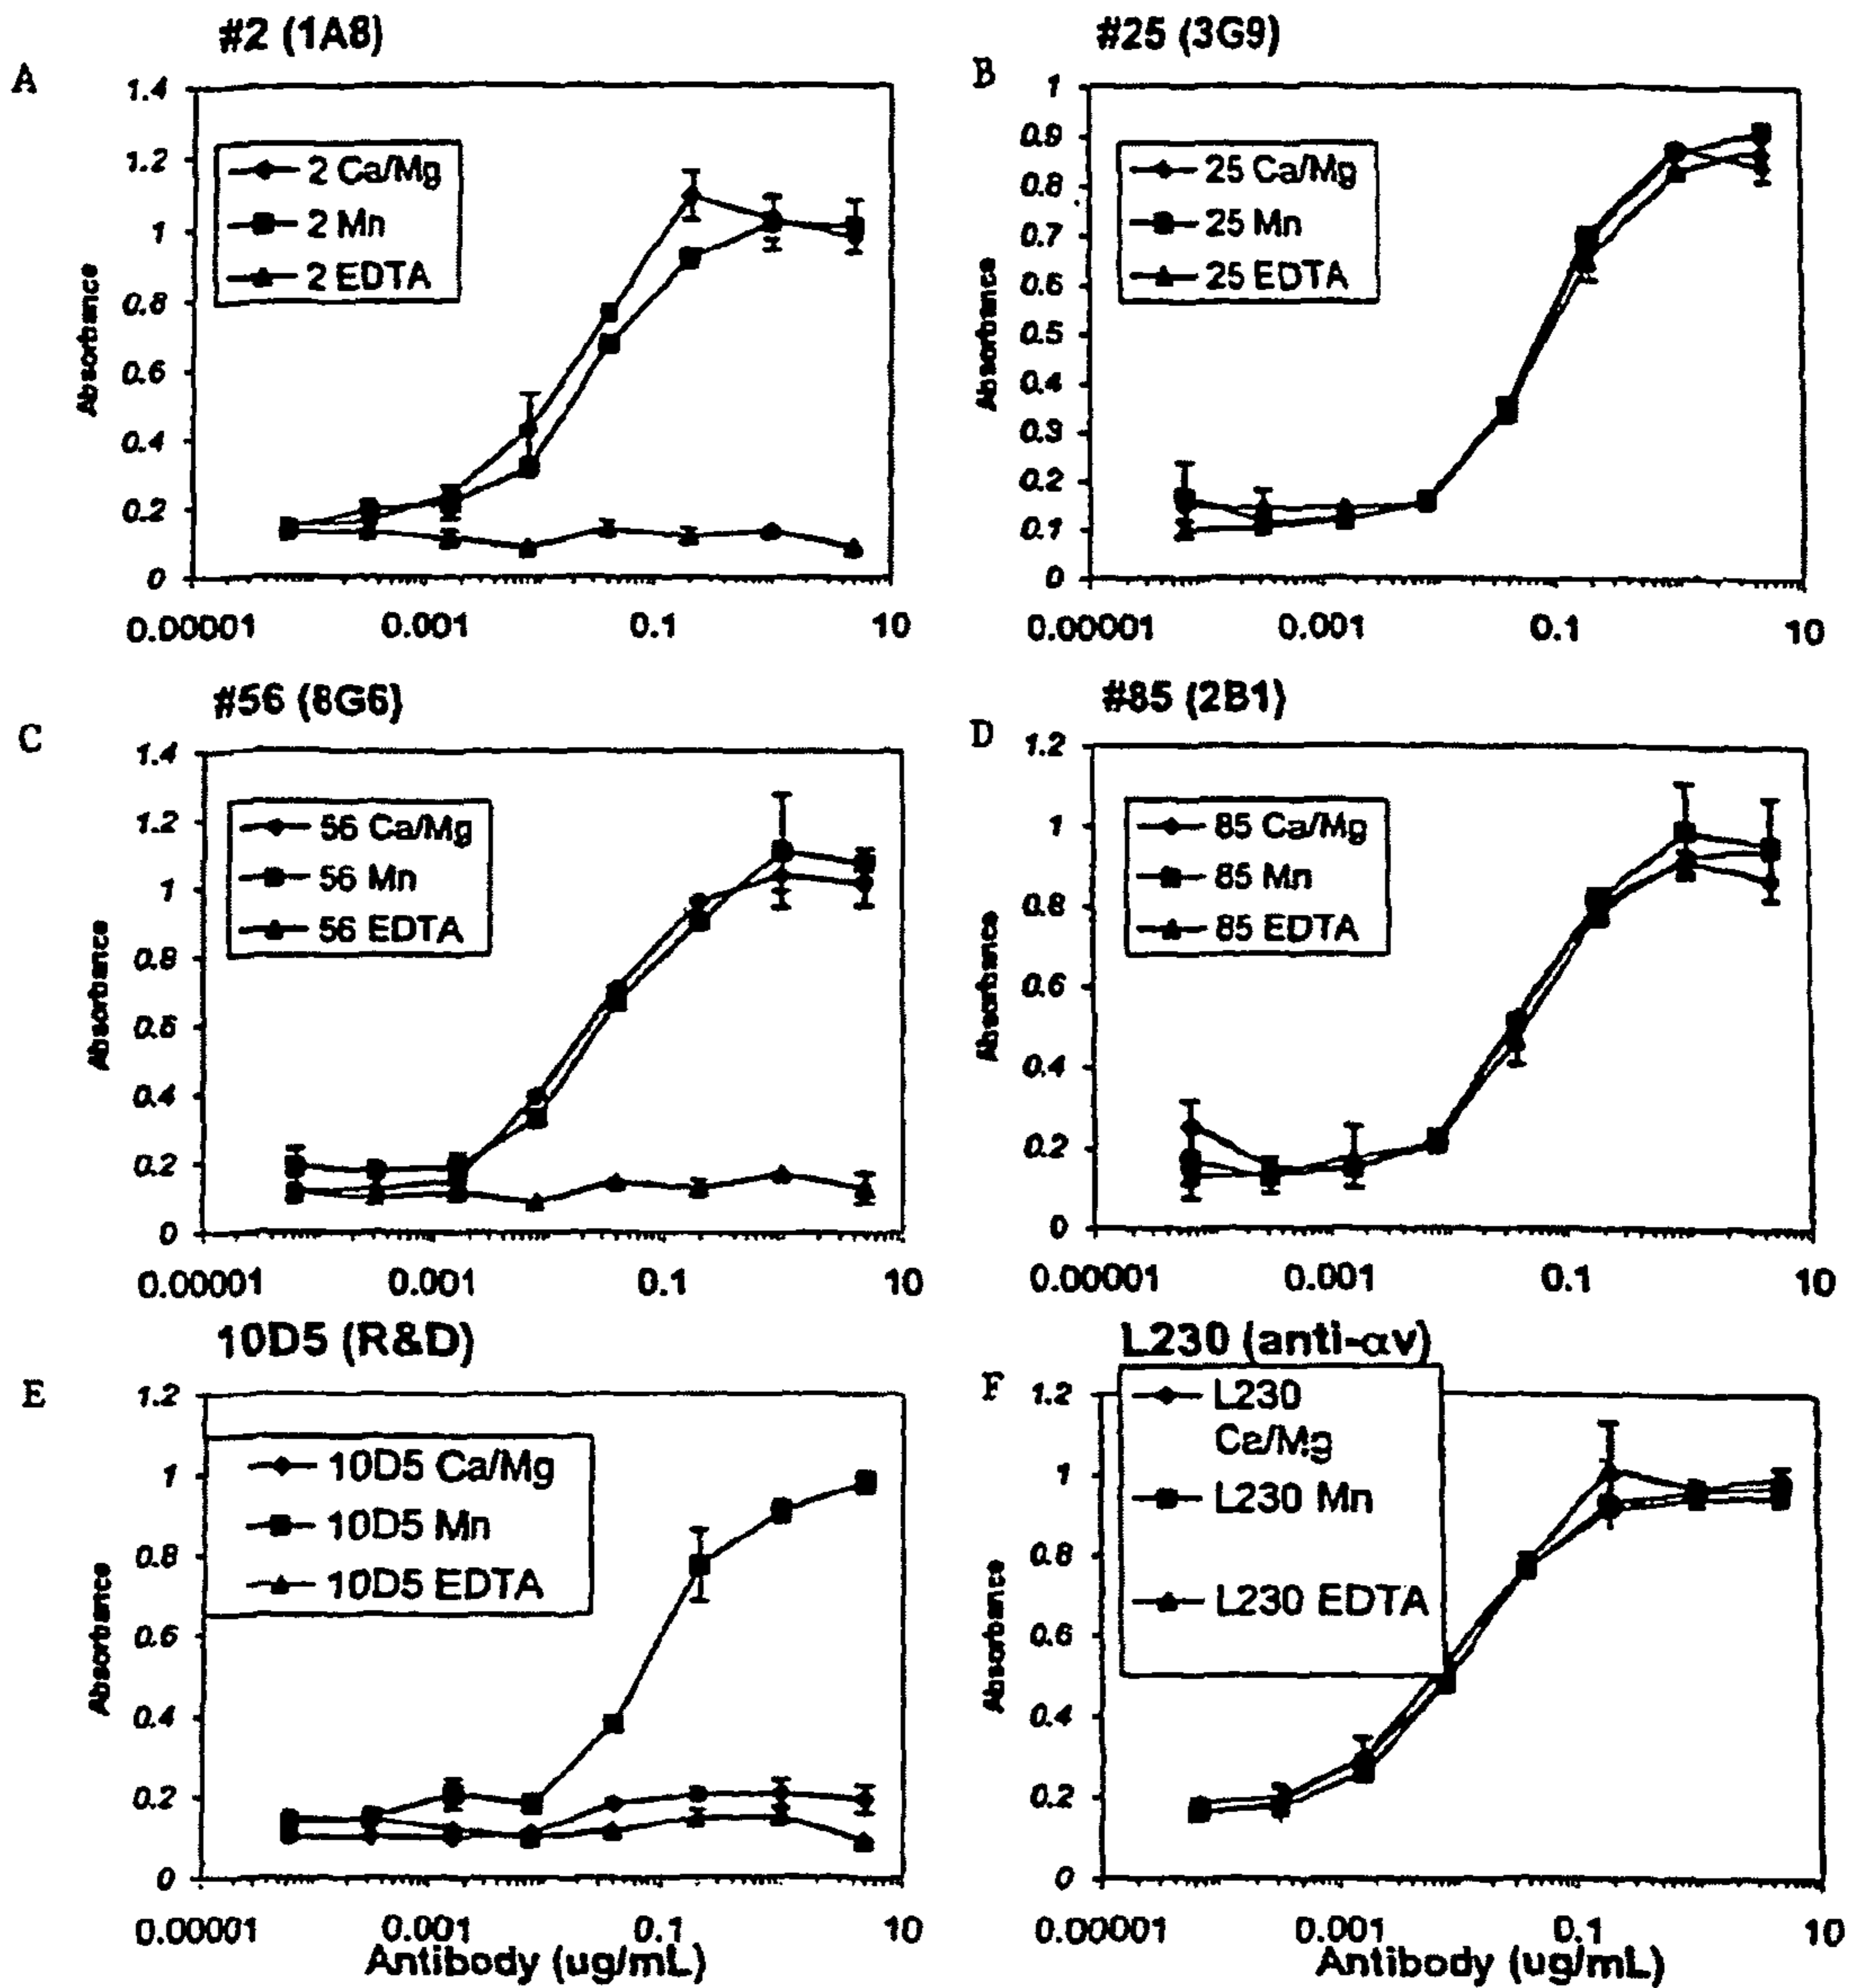 #2 (1A8)
A
1.4
1.2
1
0.8
0.6
0.4
0.2
0
Absorbance
2 Ca/Mg
2 Mn
2 EDTA
0.00001 0.001 0.1 10
#25 (3G9)
B
1
0.9
0.8
0.7
0.6
0.5
0.4
0.3
0.2
0.1
0
Absorbance
25 Ca/Mg
25 Mn
25 EDTA
0.00001 0.001 0.1 10
#56 (8G6)
C
1.4
1.2
1
0.8
0.6
0.4
0.2
0
Absorbance
56 Ca/Mg
56 Mn
56 EDTA
0.00001 0.001 0.1 10
#85 (2B1)
D
1.2
1
0.8
0.6
0.4
0.2
0
Absorbance
85 Ca/Mg
85 Mn
85 EDTA
0.00001 0.001 0.1 10
10D5 (R&D)
E
1.2
1
0.8
0.6
0.4
0.2
0
Absorbance
10D5 Ca/Mg
10D5 Mn
10D5 EDTA
0.00001 0.001 0.1 10
Antibody (ug/mL)
L230 (anti-αv)
F
1.2
1
0.8
0.6
0.4
0.2
0
Absorbance
L230
Ca/Mg
L230 Mn
L230 EDTA
0.00001 0.001 0.1 10
Antibody (ug/mL)